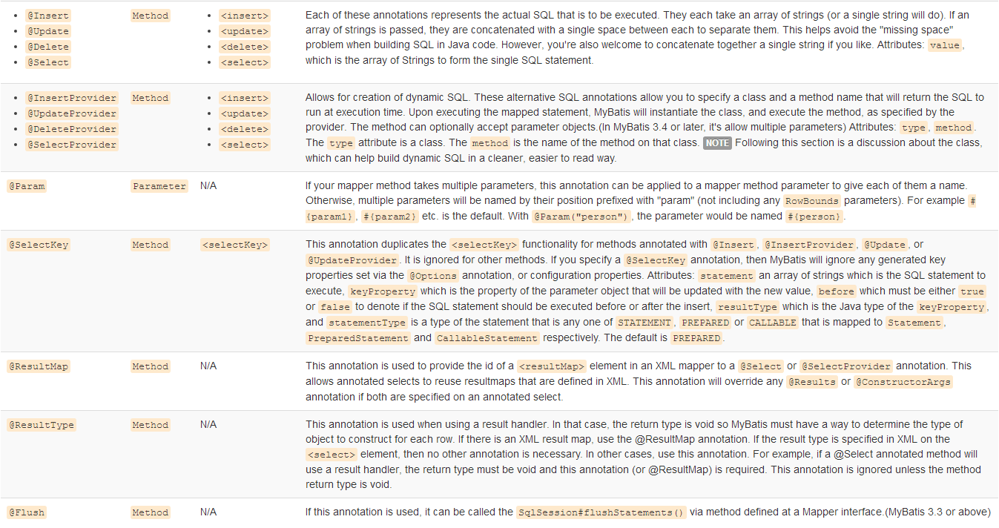 @Insert Method <insert> Each of these annotations represents the actual SQL that is to be executed. They each take an array of strings (or a single string will do). If an
@Update <update> array of strings is passed, they are concatenated with a single space between each to separate them. This helps avoid the "missing space"
@Delete <delete> problem when building SQL in Java code. However, you're also welcome to concatenate together a single string if you like. Attributes: value,
@Select <select> which is the array of Strings to form the single SQL statement.
@InsertProvider Method <insert> Allows for creation of dynamic SQL. These alternative SQL annotations allow you to specify a class and a method name that will return the SQL to
@UpdateProvider <update> run at execution time. Upon executing the mapped statement, MyBatis will instantiate the class, and execute the method, as specified by the
@DeleteProvider <delete> provider. The method can optionally accept parameter objects.(In MyBatis 3.4 or later, it's allow multiple parameters) Attributes: type, method.
@SelectProvider <select> The type attribute is a class. The method is the name of the method on that class. NOTE Following this section is a discussion about the class,
which can help build dynamic SQL in a cleaner, easier to read way.
@Param Parameter N/A If your mapper method takes multiple parameters, this annotation can be applied to a mapper method parameter to give each of them a name.
Otherwise, multiple parameters will be named by their position prefixed with "param" (not including any RowBounds parameters). For example #
{param1}, #{param2} etc. is the default. With @Param("person"), the parameter would be named #{person}.
@SelectKey Method <selectKey> This annotation duplicates the <selectKey> functionality for methods annotated with @Insert, @InsertProvider, @Update, or
@UpdateProvider. It is ignored for other methods. If you specify a @SelectKey annotation, then MyBatis will ignore any generated key
properties set via the @Options annotation, or configuration properties. Attributes: statement an array of strings which is the SQL statement to
execute, keyProperty which is the property of the parameter object that will be updated with the new value, before which must be either true
or false to denote if the SQL statement should be executed before or after the insert, resultType which is the Java type of the keyProperty,
and statementType is a type of the statement that is any one of STATEMENT, PREPARED or CALLABLE that is mapped to Statement,
PreparedStatement and CallableStatement respectively. The default is PREPARED.
@ResultMap Method N/A This annotation is used to provide the id of a <resultMap> element in an XML mapper to a @Select or @SelectProvider annotation. This
allows annotated selects to reuse resultmaps that are defined in XML. This annotation will override any @Results or @ConstructorArgs
annotation if both are specified on an annotated select.
@ResultType Method N/A This annotation is used when using a result handler. In that case, the return type is void so MyBatis must have a way to determine the type of
object to construct for each row. If there is an XML result map, use the @ResultMap annotation. If the result type is specified in XML on the
<select> element, then no other annotation is necessary. In other cases, use this annotation. For example, if a @Select annotated method will
use a result handler, the return type must be void and this annotation (or @ResultMap) is required. This annotation is ignored unless the method
return type is void.
@Flush Method N/A If this annotation is used, it can be called the SqlSession#flushStatements() via method defined at a Mapper interface.(MyBatis 3.3 or above)